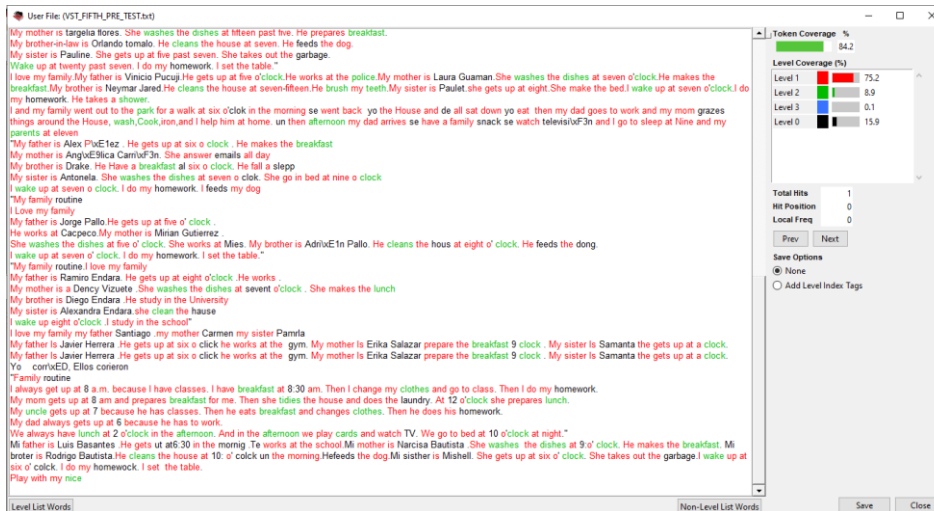 User File: (VST_FIFTH_PRE_TEST.txt)
My mother is targelia flores. She washes the dishes at fifteen past five. He prepares breakfast.
My brother-in-law is Orlando tomalo. He cleans the house at seven. He feeds the dog.
My sister is Pauline. She gets up at five past seven. She takes out the garbage.
Wake up at twenty past seven. I do my homework. I set the table."
I love my family.My father is Vinicio Pucuji.He gets up at five o'clock.He works at the police.My mother is Laura Guaman.She washes the dishes at seven o'clock.He makes the
breakfast.My brother is Neymar Jared.He cleans the house at seven-fifteen.He brush my teeth.My sister is Paulet.she gets up at eight.She make the bed.I wake up at seven o'clock.I do
my homework. He takes a shower.
I and my family went out to the park for a walk at six o'clok in the morning se went back  yo the House and de all sat down yo eat  then my dad goes to work and my mom grazes
things around the House, wash,Cook,iron,and I help him at home. un then afternoon my dad arrives se have a family snack se watch televisi\xF3n and I go to sleep at Nine and my
parents at eleven
"My father is Alex P\xE1ez . He gets up at six o clock . He makes the breakfast
My mother is Ang\xE9lica Carri\xF3n. She answer emails all day
My brother is Drake. He Have a breakfast al six o clock. He fall a slepp
My sister is Antonela. She washes the dishes at seven o clok. She go in bed at nine o clock
I wake up at seven o clock. I do my homework. I feeds my dog
"My family routine
I Love my family
My father is Jorge Pallo.He gets up at five o' clock .
He works at Cacpeco.My mother is Mirian Gutierrez .
She washes the dishes at five o' clock. She works at Mies. My brother is Adri\xE1n Pallo. He cleans the hous at eight o' clock. He feeds the dong.
I wake up at seven o' clock. I do my homework. I set the table."
"My family routine.I love my family
My father is Ramiro Endara. He gets up at eight o'clock .He works .
My mother is a Dency Vizuete .She washes the dishes at sevent o'clock . She makes the lunch
My brother is Diego Endara .He study in the University
My sister is Alexandra Endara.she clean the hause
I wake up eight o'clock .I study in the school"
I love my family my father Santiago .my mother Carmen my sister Pamrla
My father Is Javier Herrera .He gets up at six o click he works at the  gym. My mother Is Erika Salazar prepare the breakfast 9 clock . My sister Is Samanta the gets up at a clock.
My father Is Javier Herrera .He gets up at six o click he works at the  gym. My mother Is Erika Salazar prepare the breakfast 9 clock . My sister Is Samanta the gets up at a clock.
Yo   corr\xED, Ellos corieron
"Family routine
I always get up at 8 a.m. because I have classes. I have breakfast at 8:30 am. Then I change my clothes and go to class. Then I do my homework.
My mom gets up at 8 am and prepares breakfast for me. Then she tidies the house and does the laundry. At 12 o'clock she prepares lunch.
My uncle gets up at 7 because he has classes. Then he eats breakfast and changes clothes. Then he does his homework.
My dad always gets up at 6 because he has to work.
We always have lunch at 2 o'clock in the afternoon. And in the afternoon we play cards and watch TV. We go to bed at 10 o'clock at night."
Mi father is Luis Basantes .He gets ut at6:30 in the mornig .Te works at the school.Mi mother is Narcisa Bautista .She washes  the dishes at 9:o' clock. He makes the breakfast. Mi
broter is Rodrigo Bautista.He cleans the house at 10: o' colck un the morning.Hefeeds the dog.Mi sisther is Mishell. She gets up at six o' clock. She takes out the garbage.I wake up at
six o' colck. I do my homewock. I set  the table.
Play with my nice
Level List Words
Non-Level List Words
Token Coverage %
84.2
Level Coverage (%)
Level 1 75.2
Level 2 8.9
Level 3 0.1
Level 0 15.9
Total Hits 1
Hit Position 0
Local Freq 0
Prev Next
Save Options
None
Add Level Index Tags
Save Close